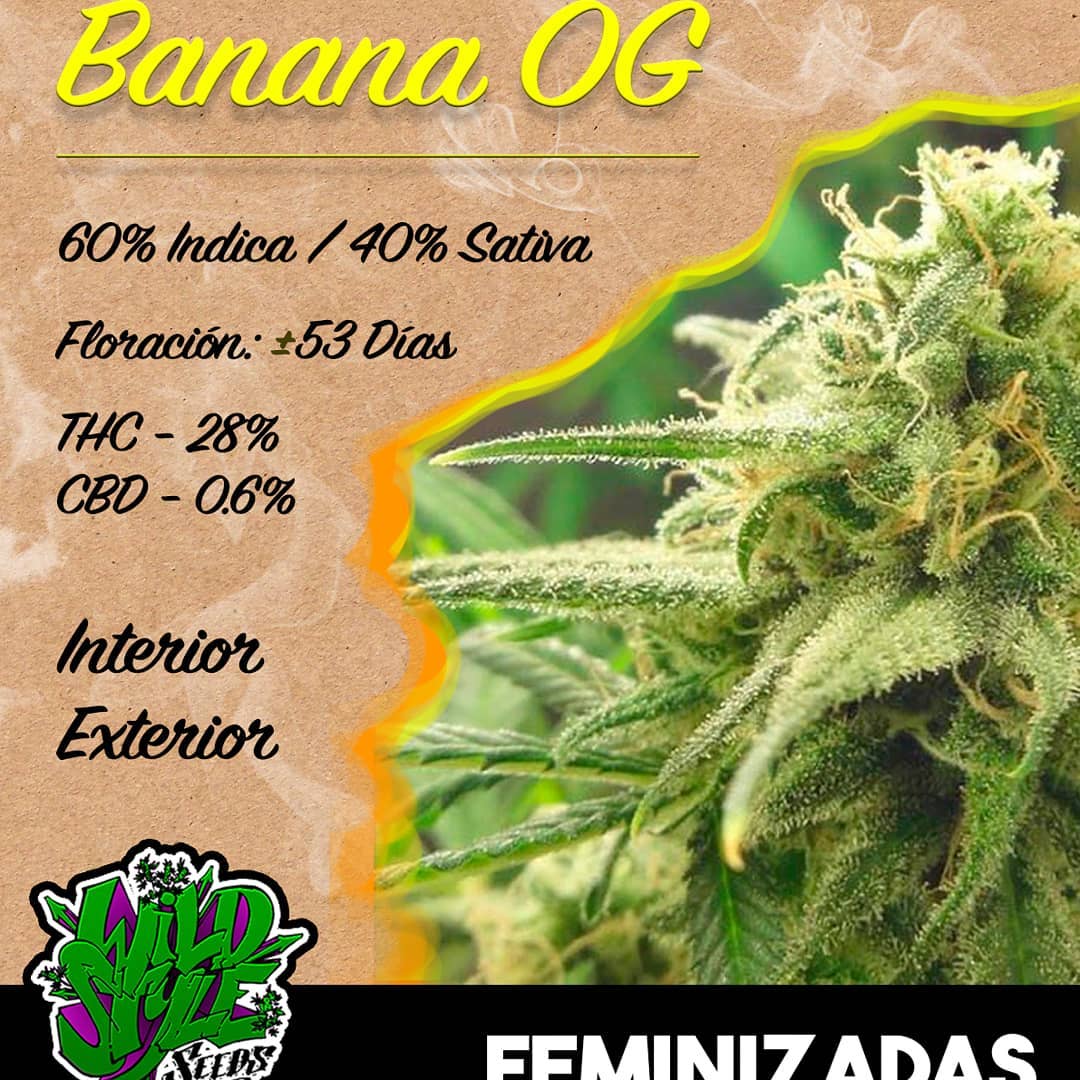 Banana OG
60% Indica / 40% Sativa
Floración: ±53 Días
THC - 28%
CBD - 0.6%
Interior
Exterior
WILD
STYLE
SEEDS
FEMINIZADAS